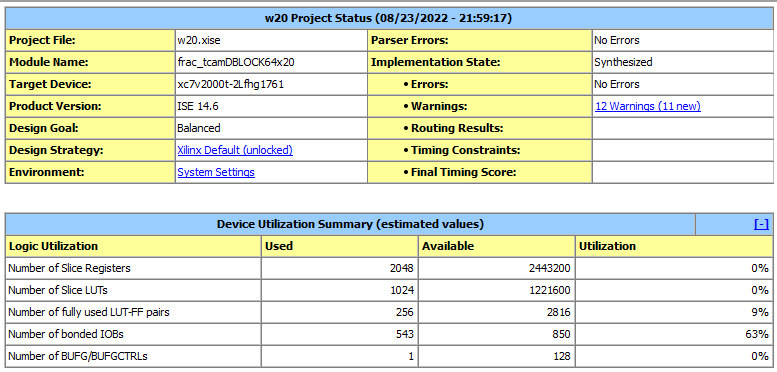 w20 Project Status (08/23/2022 - 21:59:17)
Project File: w20.xise Parser Errors: No Errors
Module Name: frac_tcamDBLOCK64x20 Implementation State: Synthesized
Target Device: xc7v2000t-2Lfhg1761 • Errors: No Errors
Product Version: ISE 14.6 • Warnings: 12 Warnings (11 new)
Design Goal: Balanced • Routing Results:
Design Strategy: Xilinx Default (unlocked) • Timing Constraints:
Environment: System Settings • Final Timing Score:
Device Utilization Summary (estimated values) [-]
Logic Utilization Used Available Utilization
Number of Slice Registers 2048 2443200 0%
Number of Slice LUTs 1024 1221600 0%
Number of fully used LUT-FF pairs 256 2816 9%
Number of bonded IOBs 543 850 63%
Number of BUFG/BUFGCTRLs 1 128 0%